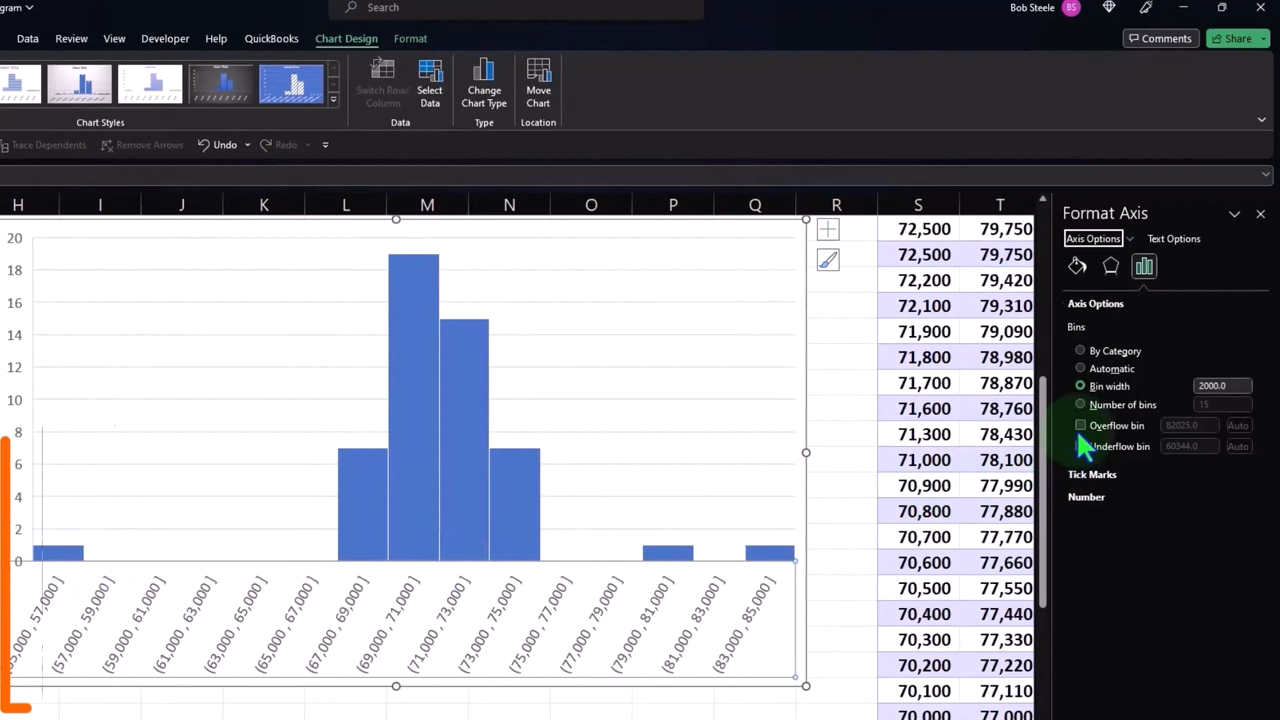 gram
Search
Bob Steele BS
Data Review View Developer Help QuickBooks Chart Design Format
Comments Share
Switch Row/
Column
Select
Data
Change
Chart Type
Move
Chart
Chart Styles
Data
Type
Location
Trace Dependents Remove Arrows Undo Redo
H I J K L M N O P Q R S T
20
18
16
14
12
10
8
6
4
2
0
57,000 ]
(57,000 , 59,000 ]
(59,000 , 61,000 ]
(61,000 , 63,000 ]
(63,000 , 65,000 ]
(65,000 , 67,000 ]
(67,000 , 69,000 ]
(69,000 , 71,000 ]
(71,000 , 73,000 ]
(73,000 , 75,000 ]
(75,000 , 77,000 ]
(77,000 , 79,000 ]
(79,000 , 81,000 ]
(81,000 , 83,000 ]
(83,000 , 85,000 ]
72,500 79,750
72,500 79,750
72,200 79,420
72,100 79,310
71,900 79,090
71,800 78,980
71,700 78,870
71,600 78,760
71,300 78,430
71,000 78,100
70,900 77,990
70,800 77,880
70,700 77,770
70,600 77,660
70,500 77,550
70,400 77,440
70,300 77,330
70,200 77,220
70,100 77,110
70,000 77,000
Format Axis
Axis Options Text Options
Axis Options
Bins
By Category
Automatic
Bin width 2000.0
Number of bins 15
Overflow bin 82025.0 Auto
Underflow bin 60344.0 Auto
Tick Marks
Number